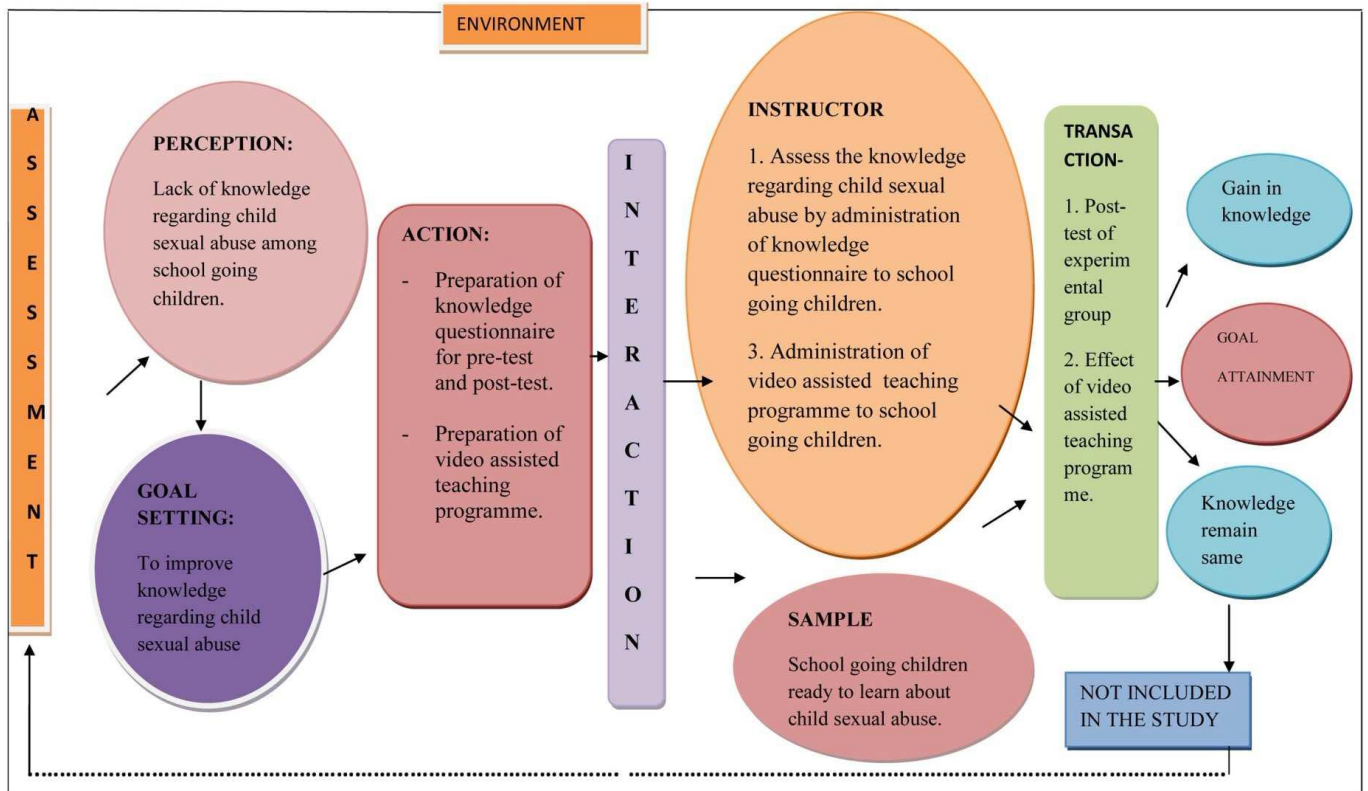 ENVIRONMENT
A
S
S
E
S
S
M
E
N
T
PERCEPTION:
Lack of knowledge
regarding child
sexual abuse among
school going
children.
GOAL
SETTING:
To improve
knowledge
regarding child
sexual abuse
ACTION:
- Preparation of
knowledge
questionnaire
for pre-test
and post-test.
- Preparation of
video assisted
teaching
programme.
I
N
T
E
R
A
C
T
I
O
N
INSTRUCTOR
1. Assess the knowledge
regarding child sexual
abuse by administration
of knowledge
questionnaire to school
going children.
3. Administration of
video assisted teaching
programme to school
going children.
SAMPLE
School going children
ready to learn about
child sexual abuse.
TRANSA
CTION-
1. Post-
test of
experim
ental
group
2. Effect
of video
assisted
teaching
program
me.
Gain in
knowledge
GOAL
ATTAINMENT
Knowledge
remain
same
NOT INCLUDED
IN THE STUDY